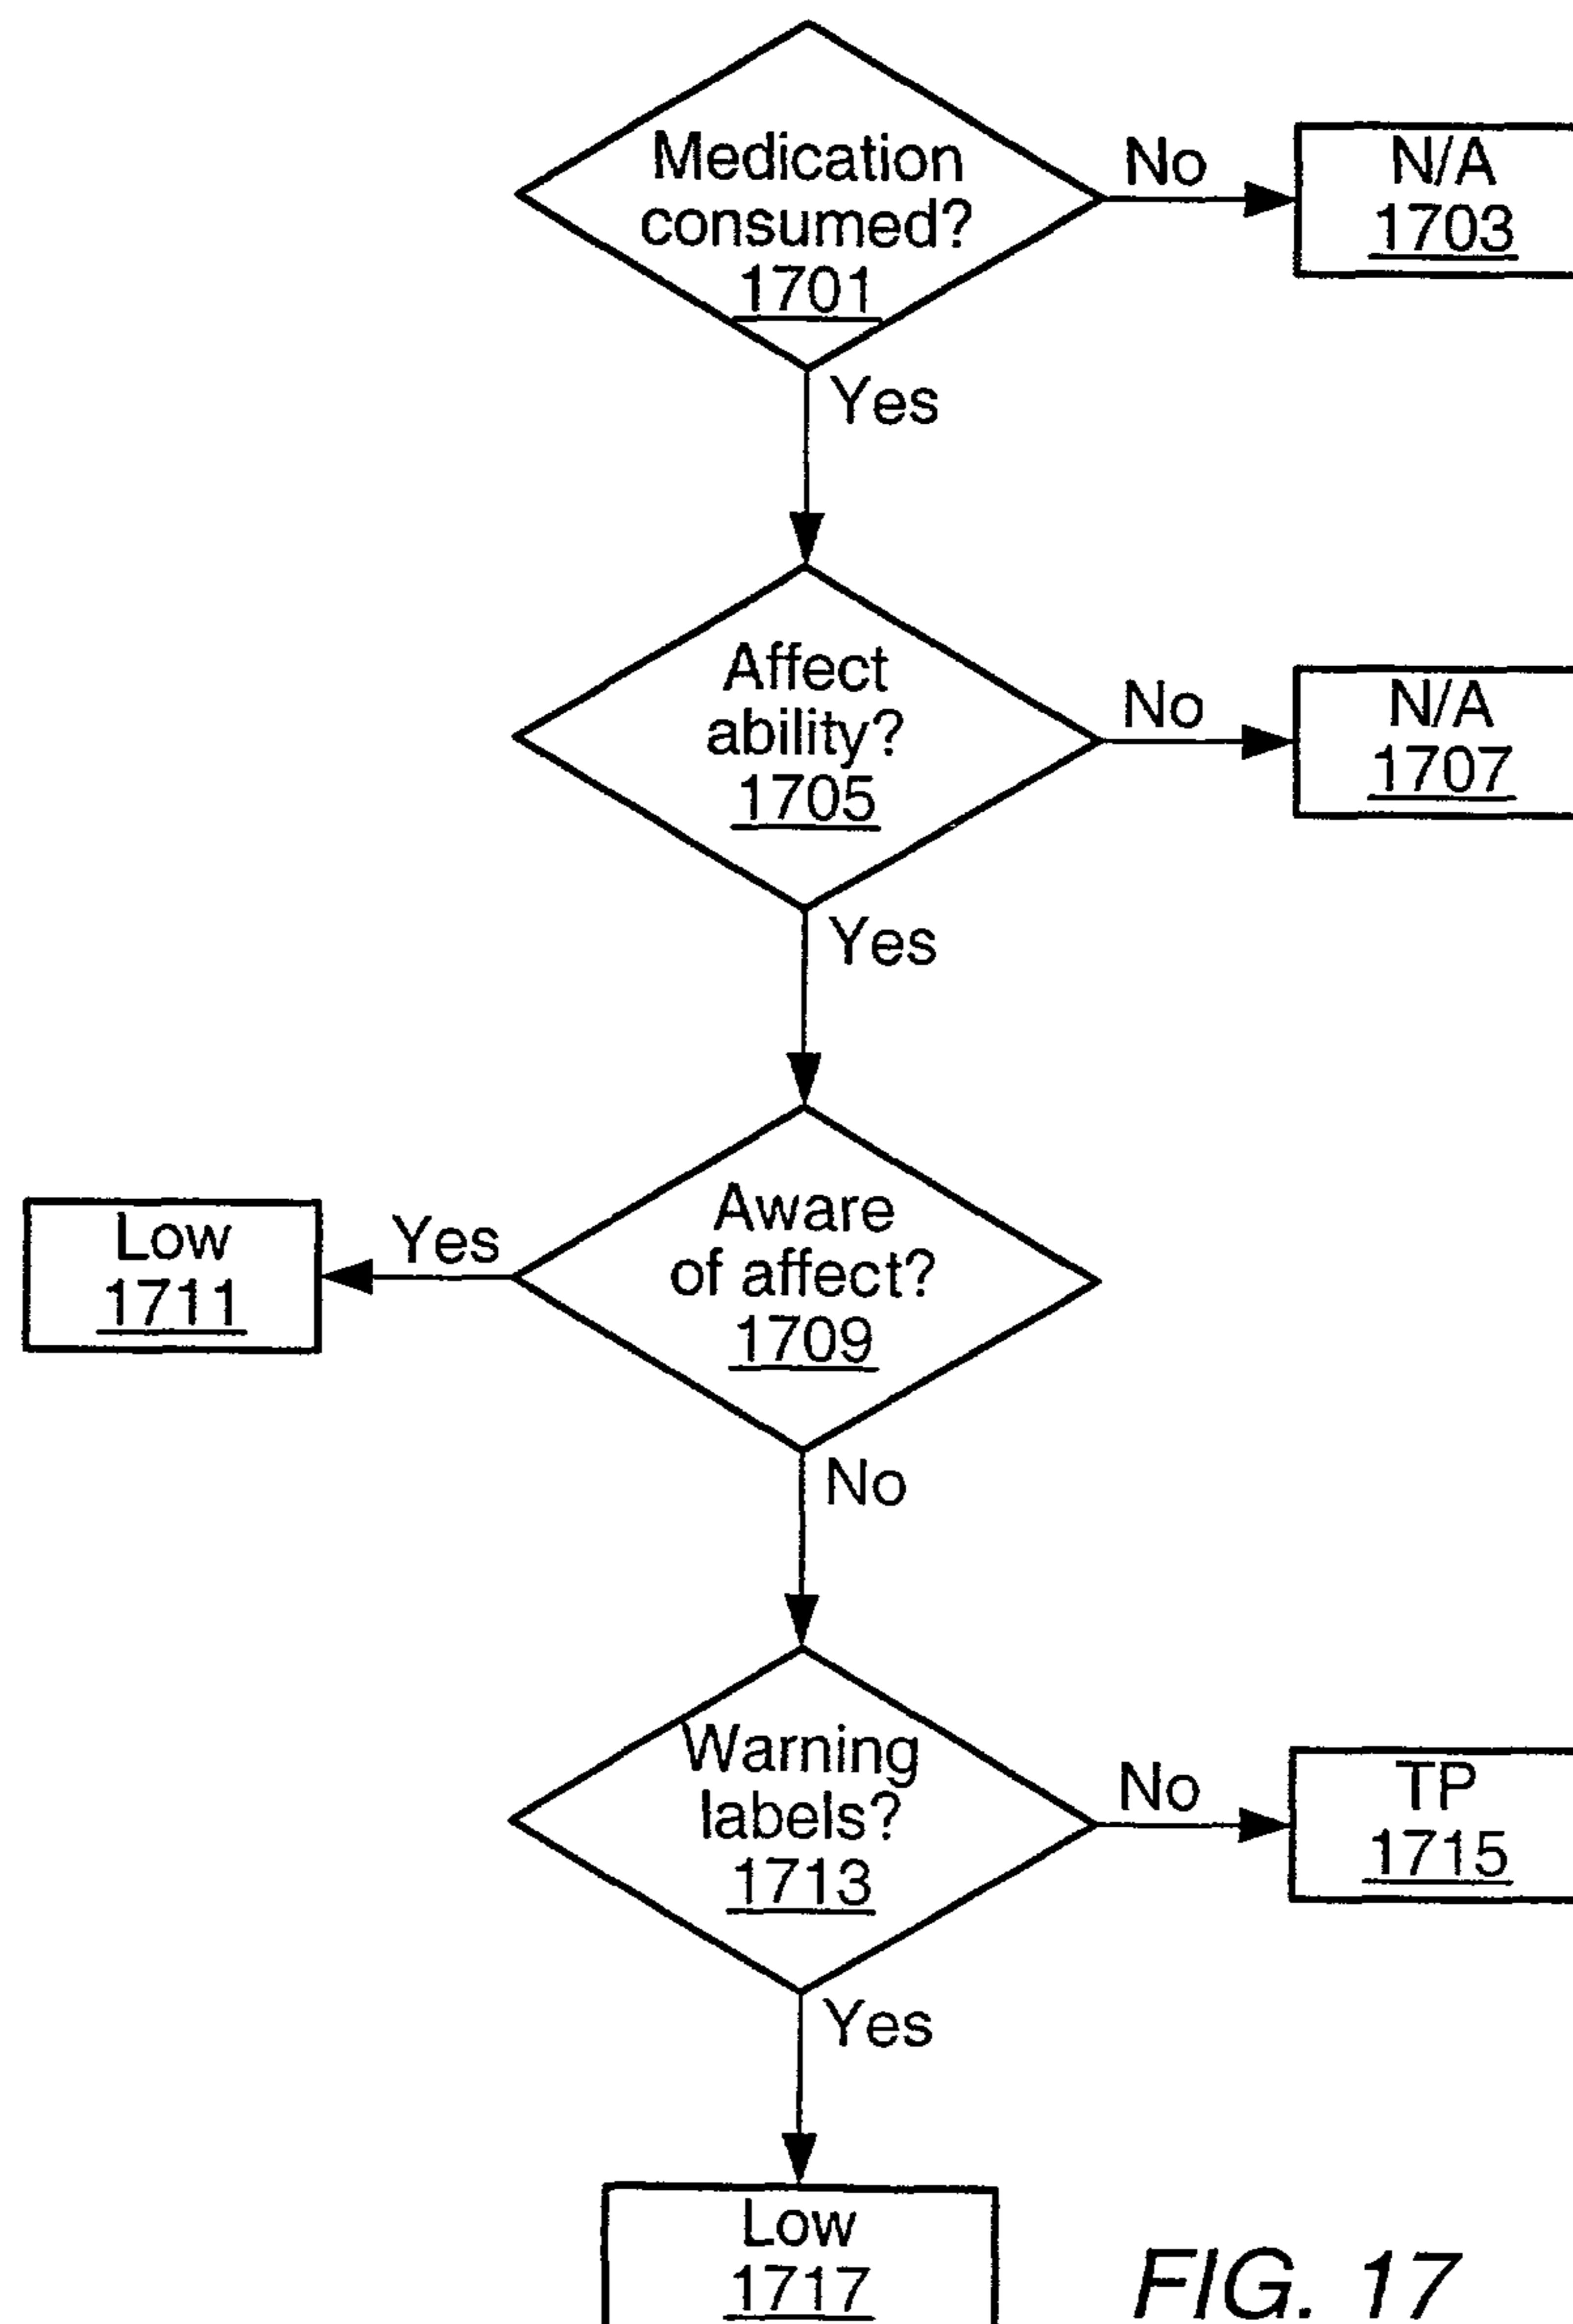 Medication
consumed?
1701
No
N/A
1703
Yes
Affect
ability?
1705
No
N/A
1707
Yes
Aware
of affect?
1709
Yes
Low
1711
No
Warning
labels?
1713
No
TP
1715
Yes
Low
1717
FIG. 17